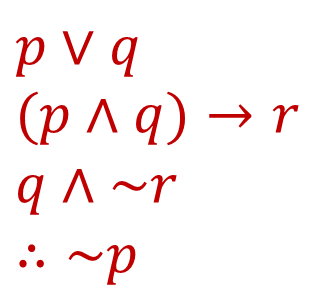 p ∨ q
(p ∧ q) → r
q ∧ ~r
∴ ~p